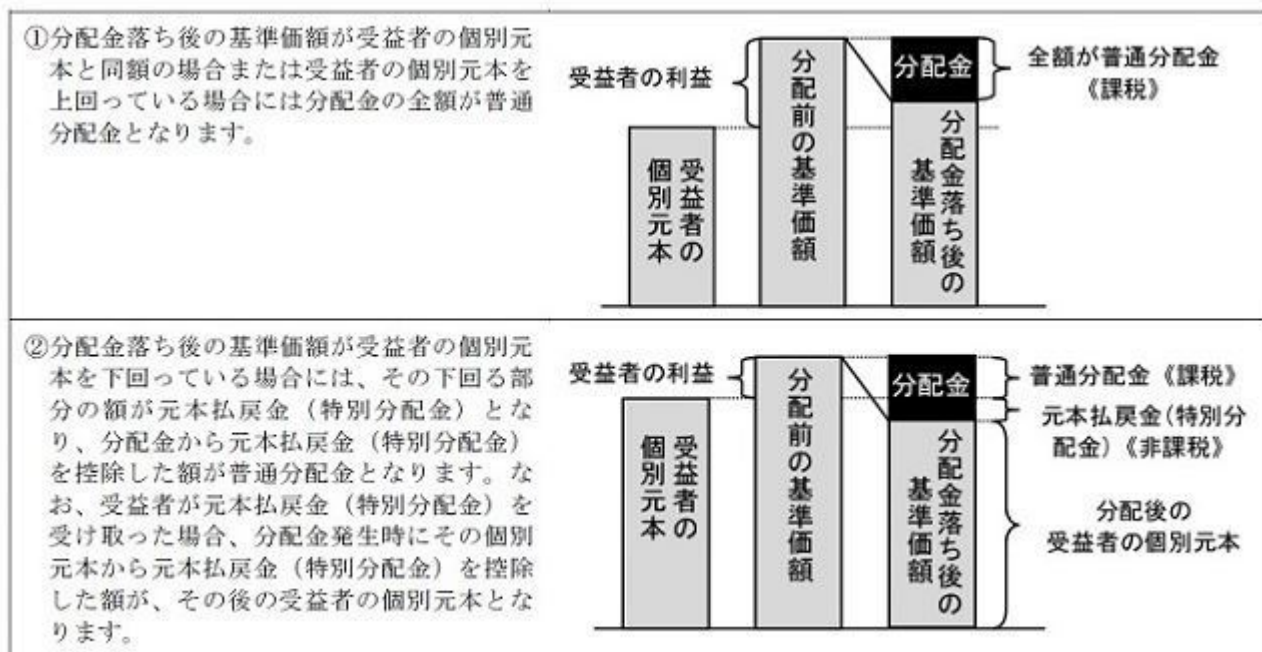 ①分配金落ち後の基準価額が受益者の個別元
本と同額の場合または受益者の個別元本を
上回っている場合には分配金の全額が普通
分配金となります。
受益者の利益
受益者の
個別元本
分配前の基準価額
分配金
分配金落ち後の
基準価額
全額が普通分配金
《課税》
②分配金落ち後の基準価額が受益者の個別元
本を下回っている場合には、その下回る部
分の額が元本払戻金（特別分配金）とな
り、分配金から元本払戻金（特別分配金）
を控除した額が普通分配金となります。な
お、受益者が元本払戻金（特別分配金）を
受け取った場合、分配金発生時にその個別
元本から元本払戻金（特別分配金）を控除
した額が、その後の受益者の個別元本とな
ります。
受益者の利益
受益者の
個別元本
分配前の基準価額
分配金
分配金落ち後の
基準価額
普通分配金《課税》
元本払戻金(特別分
配金)《非課税》
分配後の
受益者の個別元本